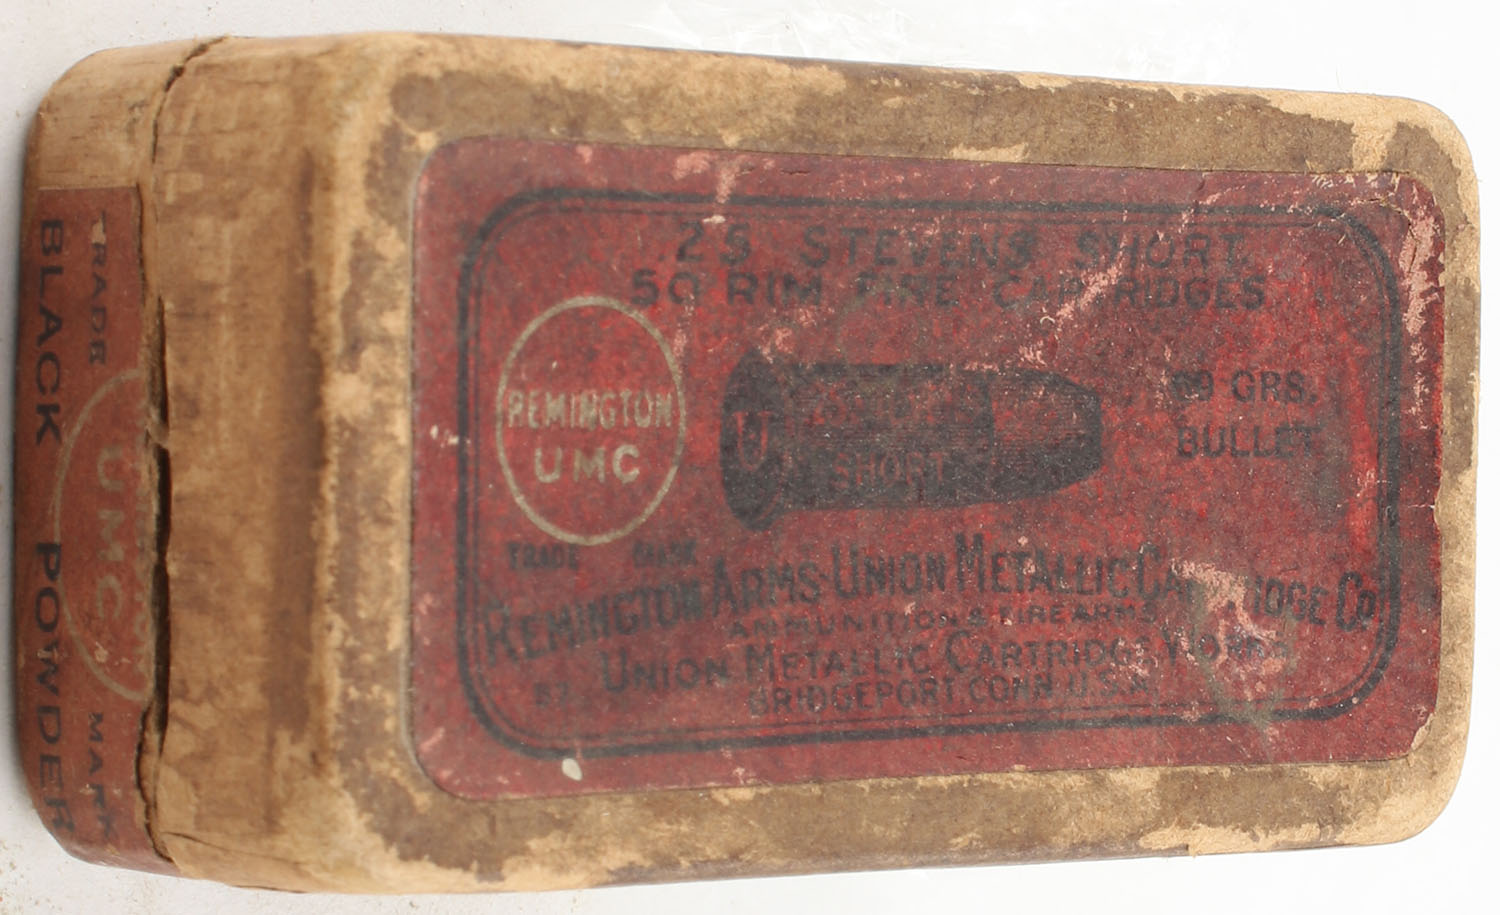 .25 STEVENS SHORT
50 RIM FIRE CARTRIDGES
REMINGTON
UMC
TRADE MARK
U
SHORT
GRS.
BULLET
REMINGTON ARMS-UNION METALLIC CARTRIDGE CO
AMMUNITION & FIREARMS
UNION METALLIC CARTRIDGE WORKS
BRIDGEPORT, CONN. U.S.A.
TRADE MARK
UMC
BLACK POWDER